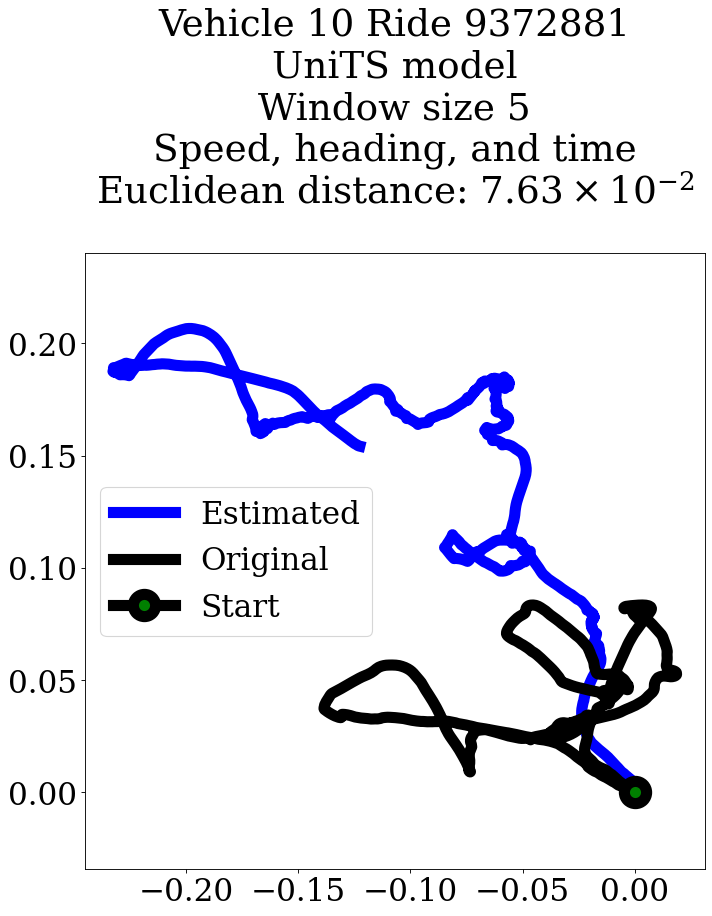 Vehicle 10 Ride 9372881
UniTS model
Window size 5
Speed, heading, and time
Euclidean distance: 7.63 × 10⁻²
0.20
0.15
0.10
0.05
0.00
Estimated
Original
Start
−0.20 −0.15 −0.10 −0.05 0.00